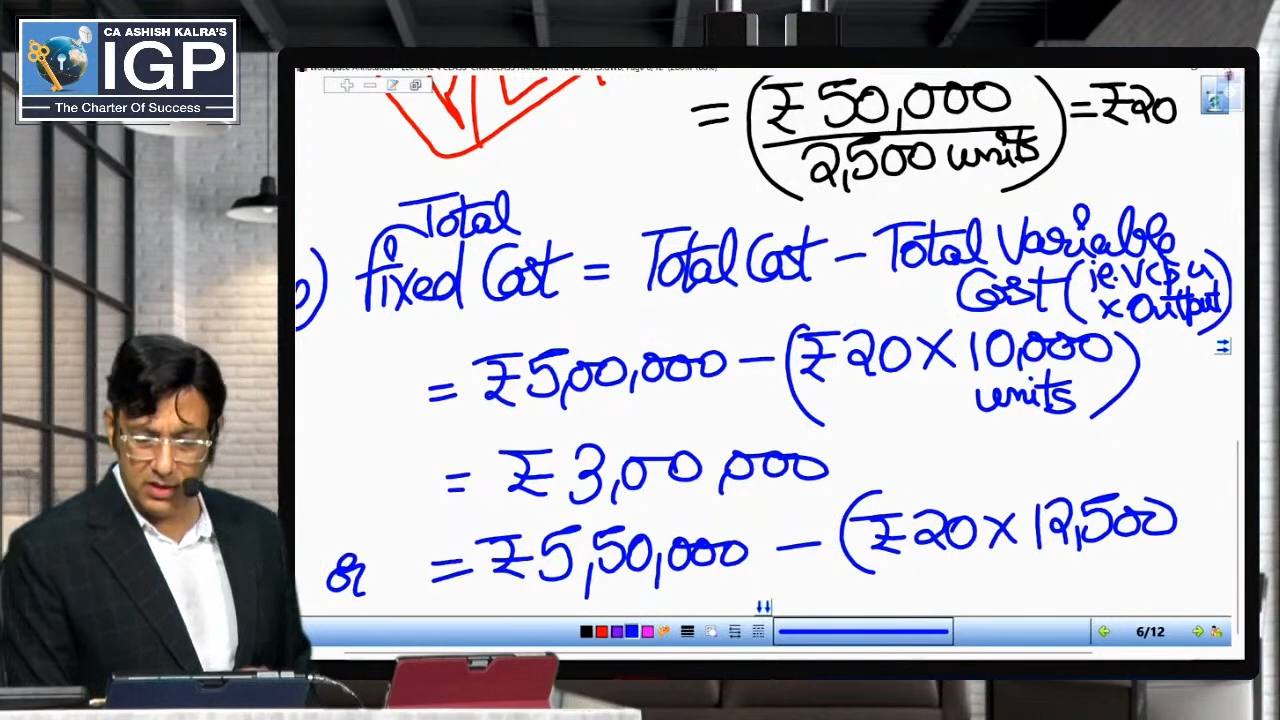 CA ASHISH KALRA'S
IGP
The Charter Of Success
= (₹50,000 / 2,500 units) = ₹20
Total
b) fixed Cost = Total Cost - Total Variable
Cost (ie. VCp.u
x Output)
= ₹5,00,000 - (₹20 x 10,000
units)
= ₹3,00,000
or = ₹5,50,000 - (₹20 x 12,500
6/12